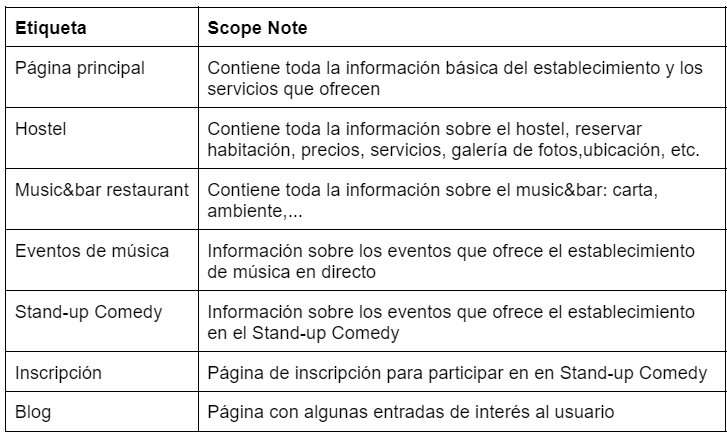 Etiqueta
Scope Note
Página principal
Contiene toda la información básica del establecimiento y los
servicios que ofrecen
Hostel
Contiene toda la información sobre el hostel, reservar
habitación, precios, servicios, galería de fotos,ubicación, etc.
Music&bar restaurant
Contiene toda la información sobre el music&bar: carta,
ambiente,...
Eventos de música
Información sobre los eventos que ofrece el establecimiento
de música en directo
Stand-up Comedy
Información sobre los eventos que ofrece el establecimiento
en el Stand-up Comedy
Inscripción
Página de inscripción para participar en en Stand-up Comedy
Blog
Página con algunas entradas de interés al usuario